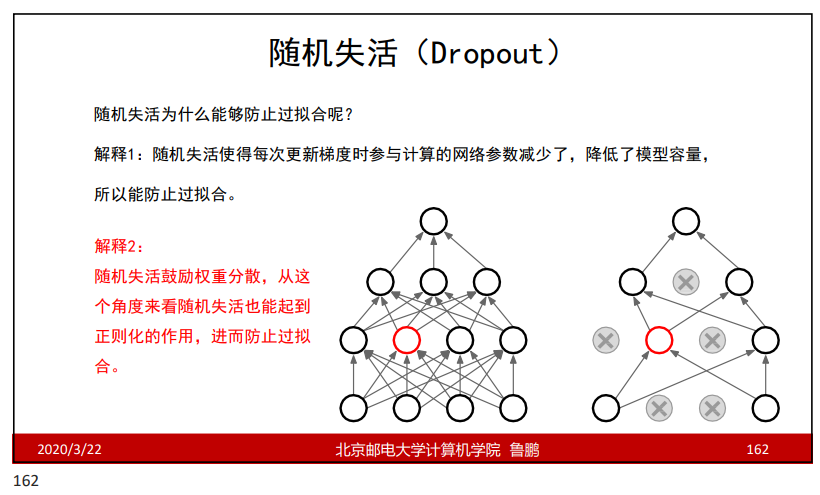 随机失活（Dropout）
随机失活为什么能够防止过拟合呢？
解释1：随机失活使得每次更新梯度时参与计算的网络参数减少了，降低了模型容量，
所以能防止过拟合。
解释2：
随机失活鼓励权重分散，从这
个角度来看随机失活也能起到
正则化的作用，进而防止过拟
合。
2020/3/22
北京邮电大学计算机学院 鲁鹏
162
162